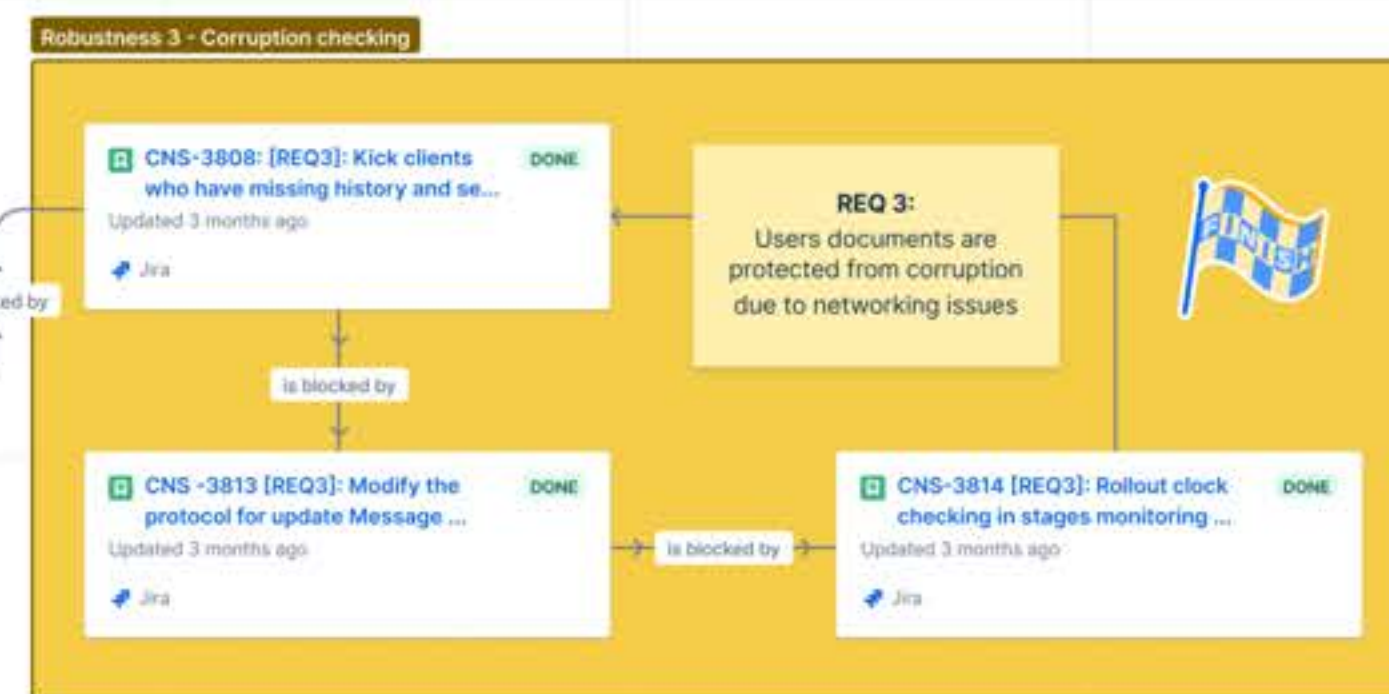 Robustness 3 - Corruption checking
CNS-3808: [REQ3]: Kick clients
who have missing history and se...
DONE
Updated 3 months ago
Jira
REQ 3:
Users documents are
protected from corruption
due to networking issues
FINISH
ed by
is blocked by
CNS -3813 [REQ3]: Modify the
protocol for update Message ...
DONE
Updated 3 months ago
Jira
is blocked by
CNS-3814 [REQ3]: Rollout clock
checking in stages monitoring ...
DONE
Updated 3 months ago
Jira